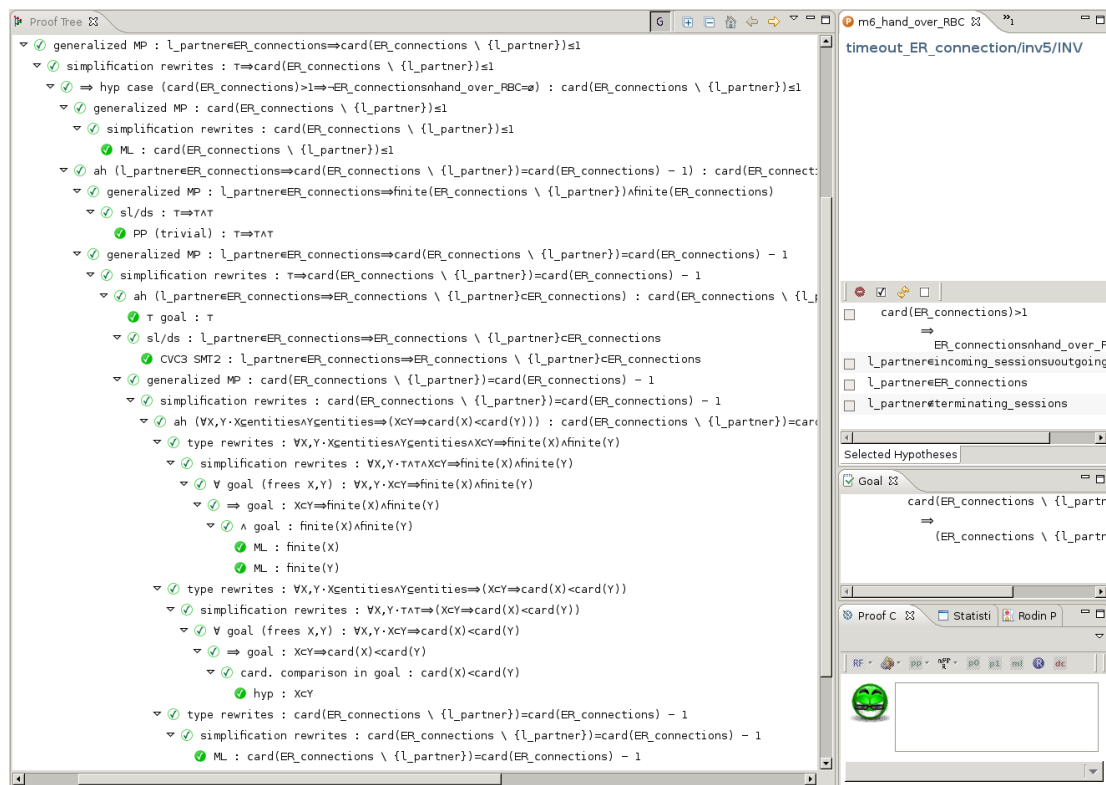 Proof Tree
G
generalized MP : l_partner∈ER_connections⇒card(ER_connections ∖ {l_partner})≤1
simplification rewrites : ⊤⇒card(ER_connections ∖ {l_partner})≤1
⇒ hyp case (card(ER_connections)>1⇒¬ER_connections∩hand_over_RBC=∅) : card(ER_connections ∖ {l_partner})≤1
generalized MP : card(ER_connections ∖ {l_partner})≤1
simplification rewrites : card(ER_connections ∖ {l_partner})≤1
ML : card(ER_connections ∖ {l_partner})≤1
ah (l_partner∈ER_connections⇒card(ER_connections ∖ {l_partner})=card(ER_connections) − 1) : card(ER_connecti
generalized MP : l_partner∈ER_connections⇒finite(ER_connections ∖ {l_partner})∧finite(ER_connections)
sl/ds : ⊤⇒⊤∧⊤
PP (trivial) : ⊤⇒⊤∧⊤
generalized MP : l_partner∈ER_connections⇒card(ER_connections ∖ {l_partner})=card(ER_connections) − 1
simplification rewrites : ⊤⇒card(ER_connections ∖ {l_partner})=card(ER_connections) − 1
ah (l_partner∈ER_connections⇒ER_connections ∖ {l_partner}⊂ER_connections) : card(ER_connections ∖ {l_p
⊤ goal : ⊤
sl/ds : l_partner∈ER_connections⇒ER_connections ∖ {l_partner}⊂ER_connections
CVC3 SMT2 : l_partner∈ER_connections⇒ER_connections ∖ {l_partner}⊂ER_connections
generalized MP : card(ER_connections ∖ {l_partner})=card(ER_connections) − 1
simplification rewrites : card(ER_connections ∖ {l_partner})=card(ER_connections) − 1
ah (∀X,Y·X⊆entities∧Y⊆entities⇒(X⊂Y⇒card(X)<card(Y))) : card(ER_connections ∖ {l_partner})=card
type rewrites : ∀X,Y·X⊆entities∧Y⊆entities∧X⊂Y⇒finite(X)∧finite(Y)
simplification rewrites : ∀X,Y·⊤∧⊤∧X⊂Y⇒finite(X)∧finite(Y)
∀ goal (frees X,Y) : ∀X,Y·X⊂Y⇒finite(X)∧finite(Y)
⇒ goal : X⊂Y⇒finite(X)∧finite(Y)
∧ goal : finite(X)∧finite(Y)
ML : finite(X)
ML : finite(Y)
type rewrites : ∀X,Y·X⊆entities∧Y⊆entities⇒(X⊂Y⇒card(X)<card(Y))
simplification rewrites : ∀X,Y·⊤∧⊤⇒(X⊂Y⇒card(X)<card(Y))
∀ goal (frees X,Y) : ∀X,Y·X⊂Y⇒card(X)<card(Y)
⇒ goal : X⊂Y⇒card(X)<card(Y)
card. comparison in goal : card(X)<card(Y)
hyp : X⊂Y
type rewrites : card(ER_connections ∖ {l_partner})=card(ER_connections) − 1
simplification rewrites : card(ER_connections ∖ {l_partner})=card(ER_connections) − 1
ML : card(ER_connections ∖ {l_partner})=card(ER_connections) − 1
m6_hand_over_RBC
»1
timeout_ER_connection/inv5/INV
card(ER_connections)>1
⇒
ER_connections∩hand_over_R
l_partner∈incoming_sessions∪outgoing
l_partner∈ER_connections
l_partner∉terminating_sessions
Selected Hypotheses
Goal
card(ER_connections ∖ {l_partr
⇒
(ER_connections ∖ {l_partr
Proof C
Statisti
Rodin P
RF
pp
nPP R
p0
p1
ml
R
dc